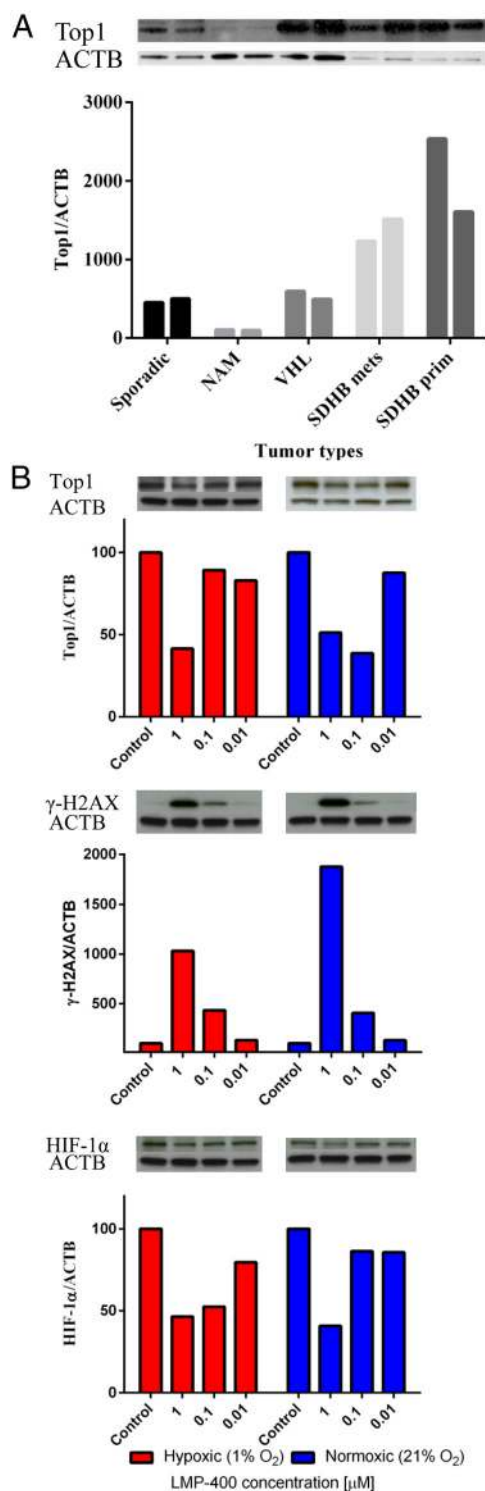 A
Top1
ACTB
3000
2000
1000
0
Top1/ACTB
Sporadic
NAM
VHL
SDHB mets
SDHB prim
Tumor types
B
Top1
ACTB
100
50
0
Top1/ACTB
Control 1 0.1 0.01 Control 1 0.1 0.01
γ-H2AX
ACTB
2000
1500
1000
500
γ-H2AX/ACTB
Control 1 0.1 0.01 Control 1 0.1 0.01
HIF-1α
ACTB
100
50
0
HIF-1α/ACTB
Control 1 0.1 0.01 Control 1 0.1 0.01
Hypoxic (1% O₂) Normoxic (21% O₂)
LMP-400 concentration [µM]